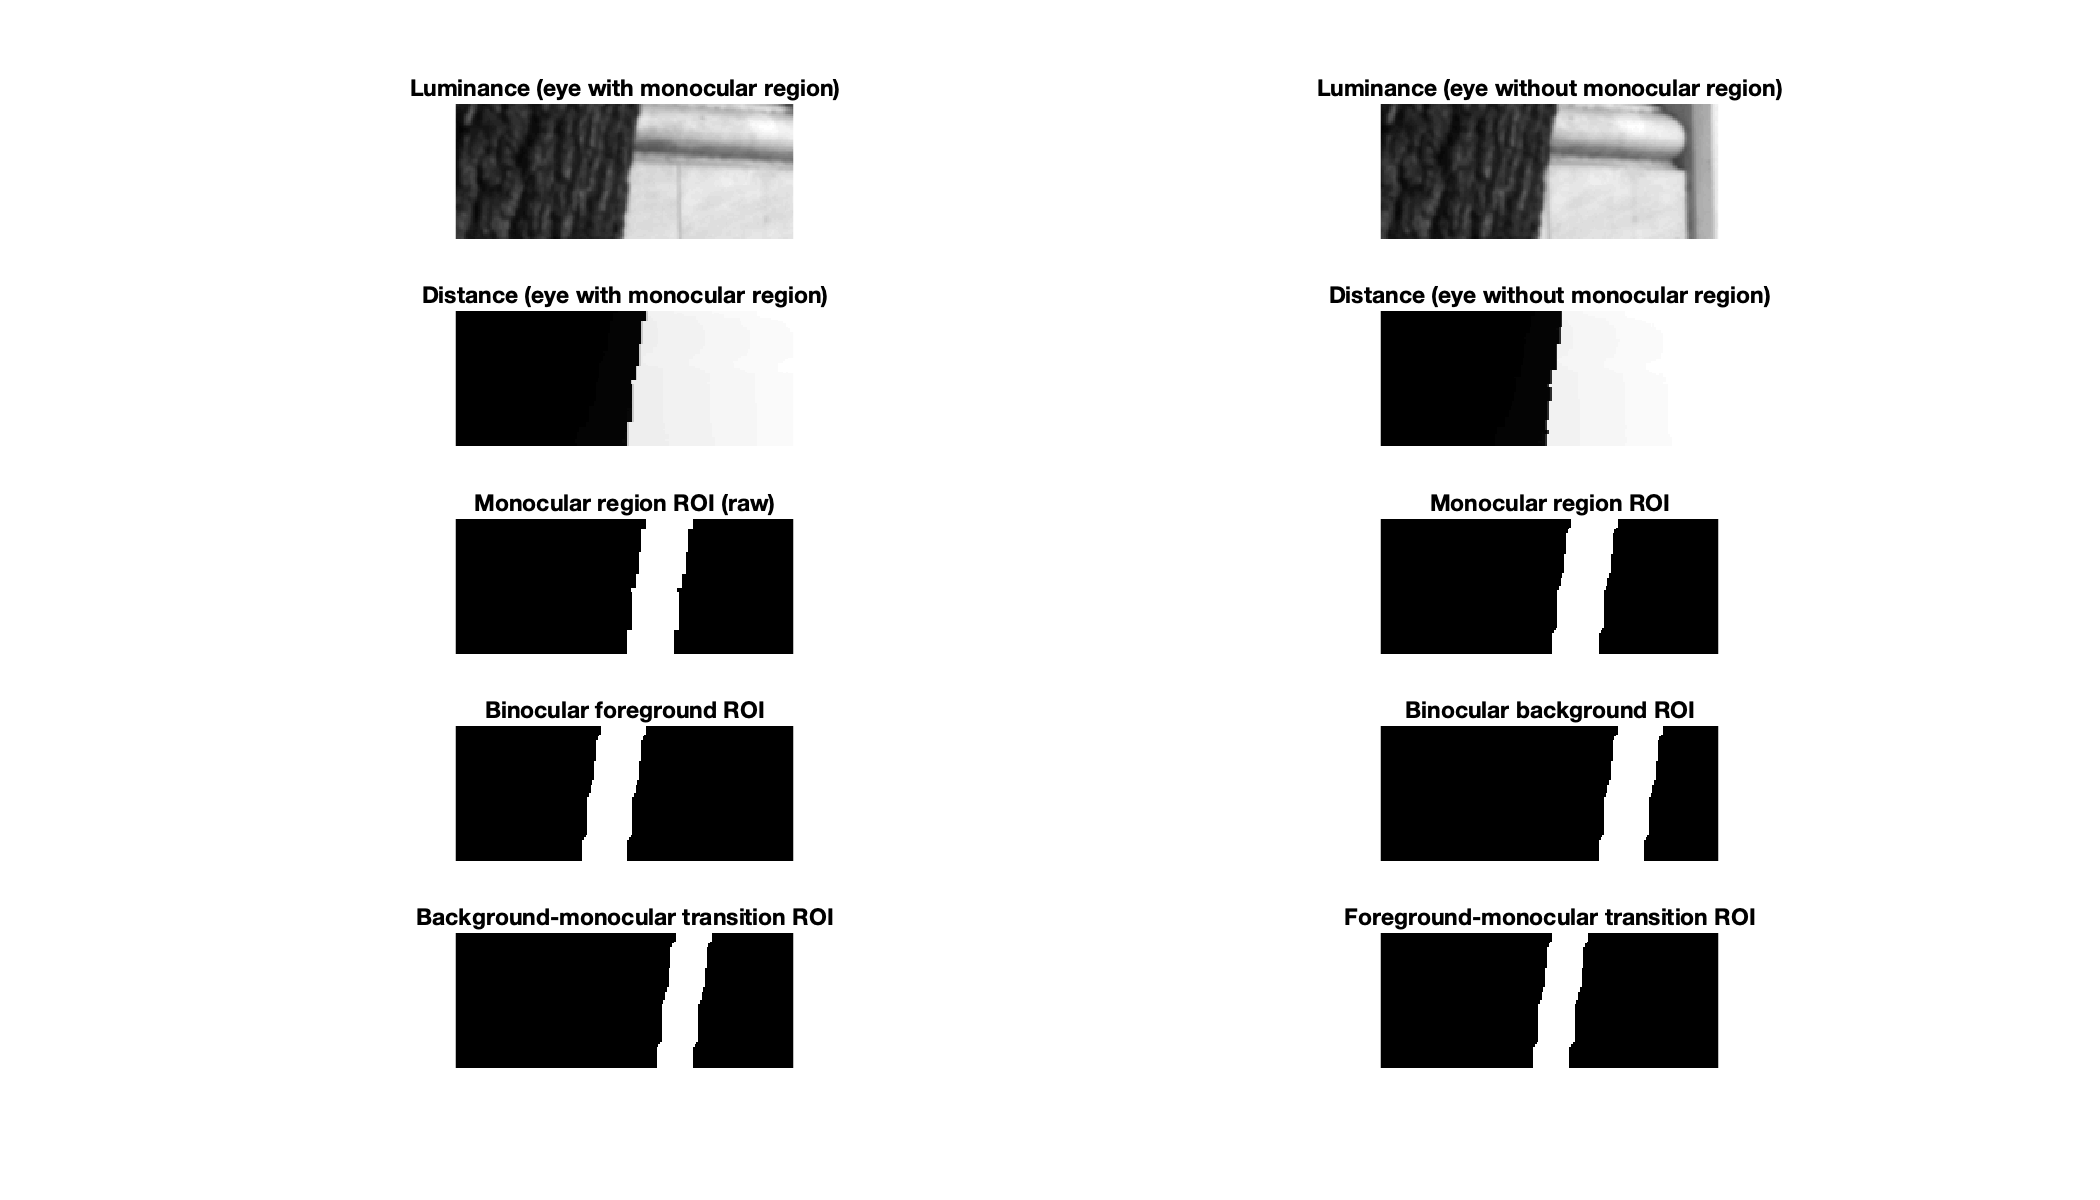 Luminance (eye with monocular region)
Luminance (eye without monocular region)
Distance (eye with monocular region)
Distance (eye without monocular region)
Monocular region ROI (raw)
Monocular region ROI
Binocular foreground ROI
Binocular background ROI
Background-monocular transition ROI
Foreground-monocular transition ROI